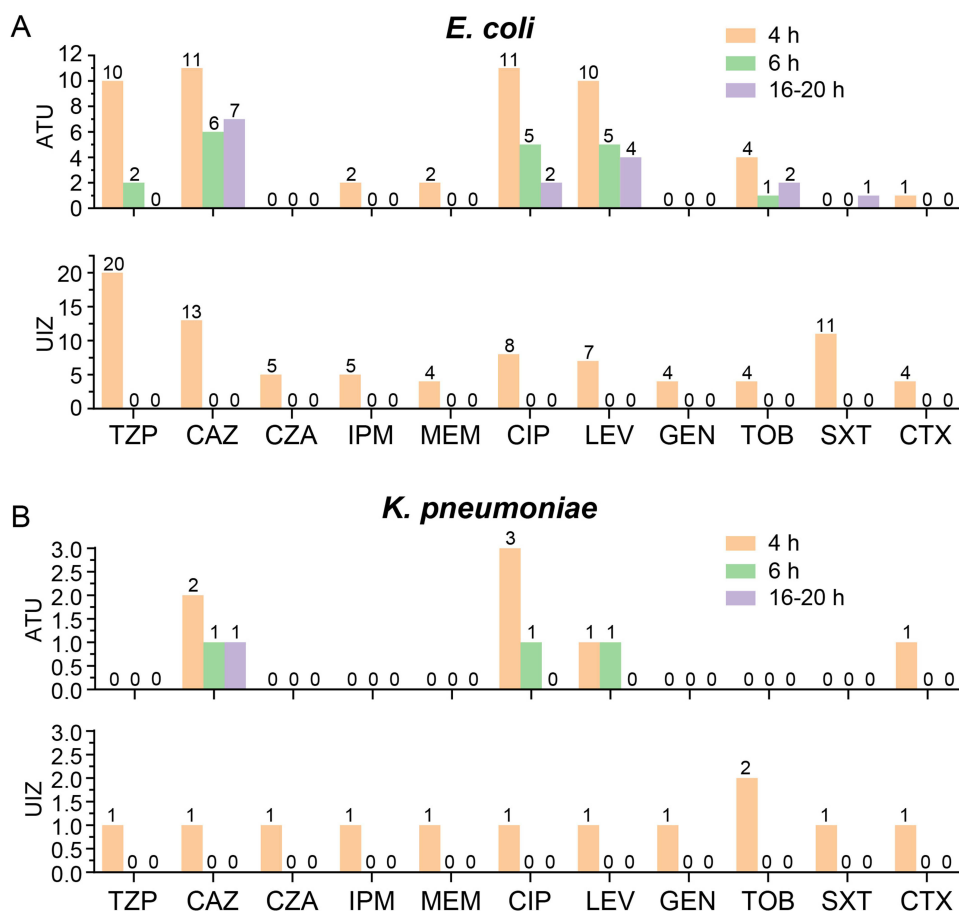 A
E. coli
4 h
6 h
16-20 h
ATU
12
10
8
6
4
2
0
10 2 0 11 6 7 0 0 0 2 0 0 2 0 0 11 5 2 10 5 4 0 0 0 4 1 2 0 0 1 1 0 0
UIZ
20
15
10
5
0
20 0 0 13 0 0 5 0 0 5 0 0 4 0 0 8 0 0 7 0 0 4 0 0 4 0 0 11 0 0 4 0 0
TZP CAZ CZA IPM MEM CIP LEV GEN TOB SXT CTX
B
K. pneumoniae
4 h
6 h
16-20 h
ATU
3.0
2.5
2.0
1.5
1.0
0.5
0.0
0 0 0 2 1 1 0 0 0 0 0 0 0 0 0 3 1 0 1 1 0 0 0 0 0 0 0 0 0 0 1 0 0
UIZ
3.0
2.5
2.0
1.5
1.0
0.5
0.0
1 0 0 1 0 0 1 0 0 1 0 0 1 0 0 1 0 0 1 0 0 1 0 0 2 0 0 1 0 0 1 0 0
TZP CAZ CZA IPM MEM CIP LEV GEN TOB SXT CTX